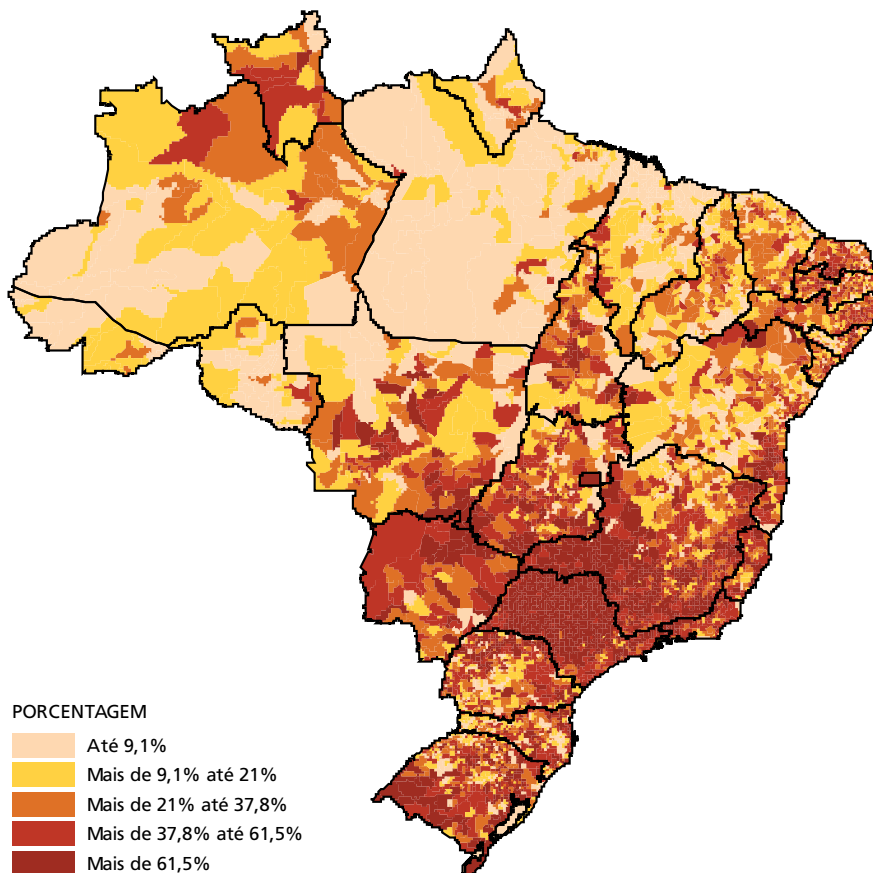 PORCENTAGEM
Até 9,1%
Mais de 9,1% até 21%
Mais de 21% até 37,8%
Mais de 37,8% até 61,5%
Mais de 61,5%